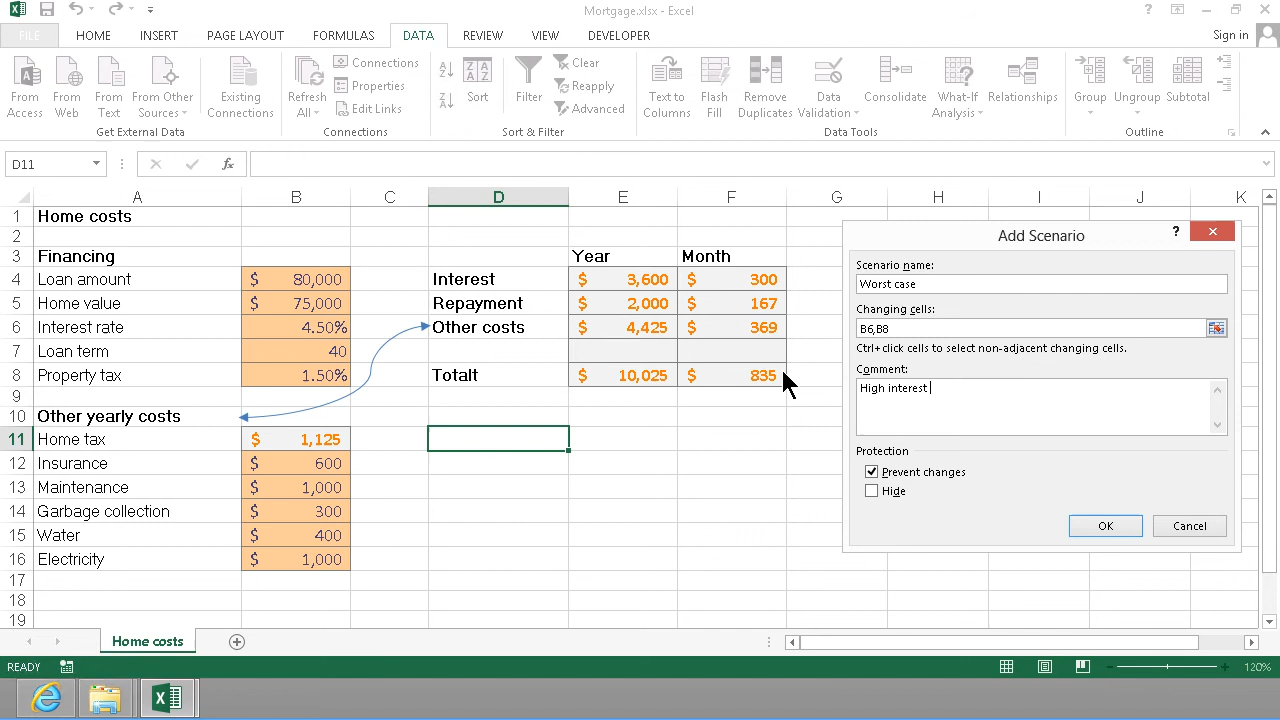 Mortgage.xlsx - Excel
FILE HOME INSERT PAGE LAYOUT FORMULAS DATA REVIEW VIEW DEVELOPER Sign in
From Access
From Web
From Text
From Other Sources
Existing Connections
Get External Data
Refresh All
Connections
Properties
Edit Links
Connections
Sort
Filter
Clear
Reapply
Advanced
Sort & Filter
Text to Columns
Flash Fill
Remove Duplicates
Data Validation
Consolidate
What-If Analysis
Relationships
Data Tools
Group
Ungroup
Subtotal
Outline
D11 fx
A B C D E F G H I J K
1 Home costs
2
3 Financing Year Month
4 Loan amount $ 80,000 Interest $ 3,600 $ 300
5 Home value $ 75,000 Repayment $ 2,000 $ 167
6 Interest rate 4.50% Other costs $ 4,425 $ 369
7 Loan term 40
8 Property tax 1.50% Totalt $ 10,025 $ 835
9
10 Other yearly costs
11 Home tax $ 1,125
12 Insurance $ 600
13 Maintenance $ 1,000
14 Garbage collection $ 300
15 Water $ 400
16 Electricity $ 1,000
17
18
19
Add Scenario ?
Scenario name:
Worst case
Changing cells:
B6,B8
Ctrl+click cells to select non-adjacent changing cells.
Comment:
High interest
Protection
Prevent changes
Hide
OK Cancel
Home costs
READY 120%